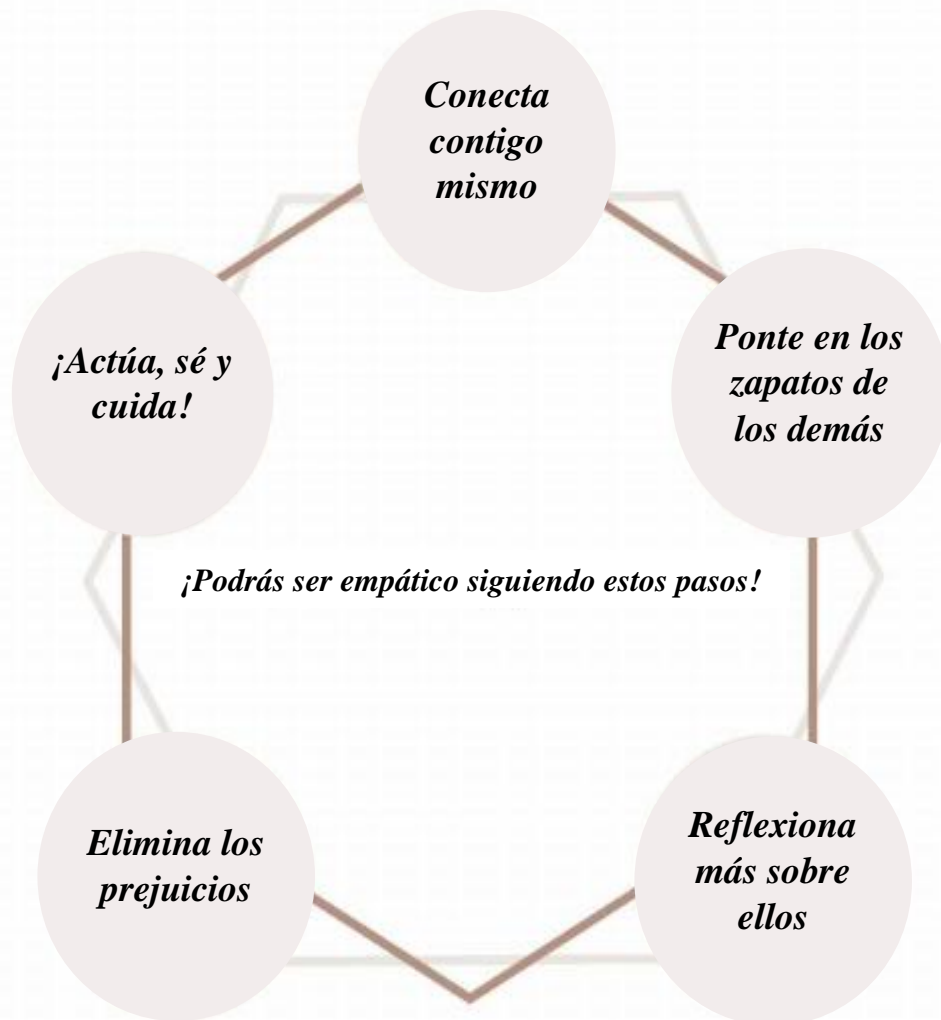 Conecta
contigo
mismo
Ponte en los
zapatos de
los demás
Reflexiona
más sobre
ellos
Elimina los
prejuicios
¡Actúa, sé y
cuida!
¡Podrás ser empático siguiendo estos pasos!